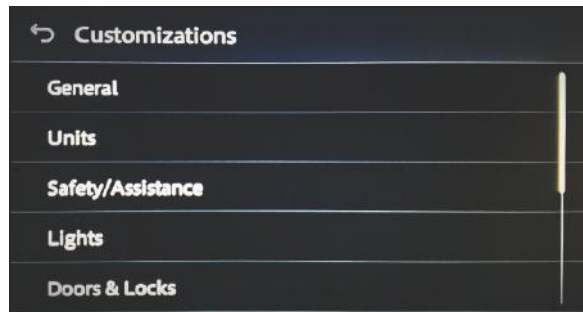 Customizations
General
Units
Safety/Assistance
Lights
Doors & Locks